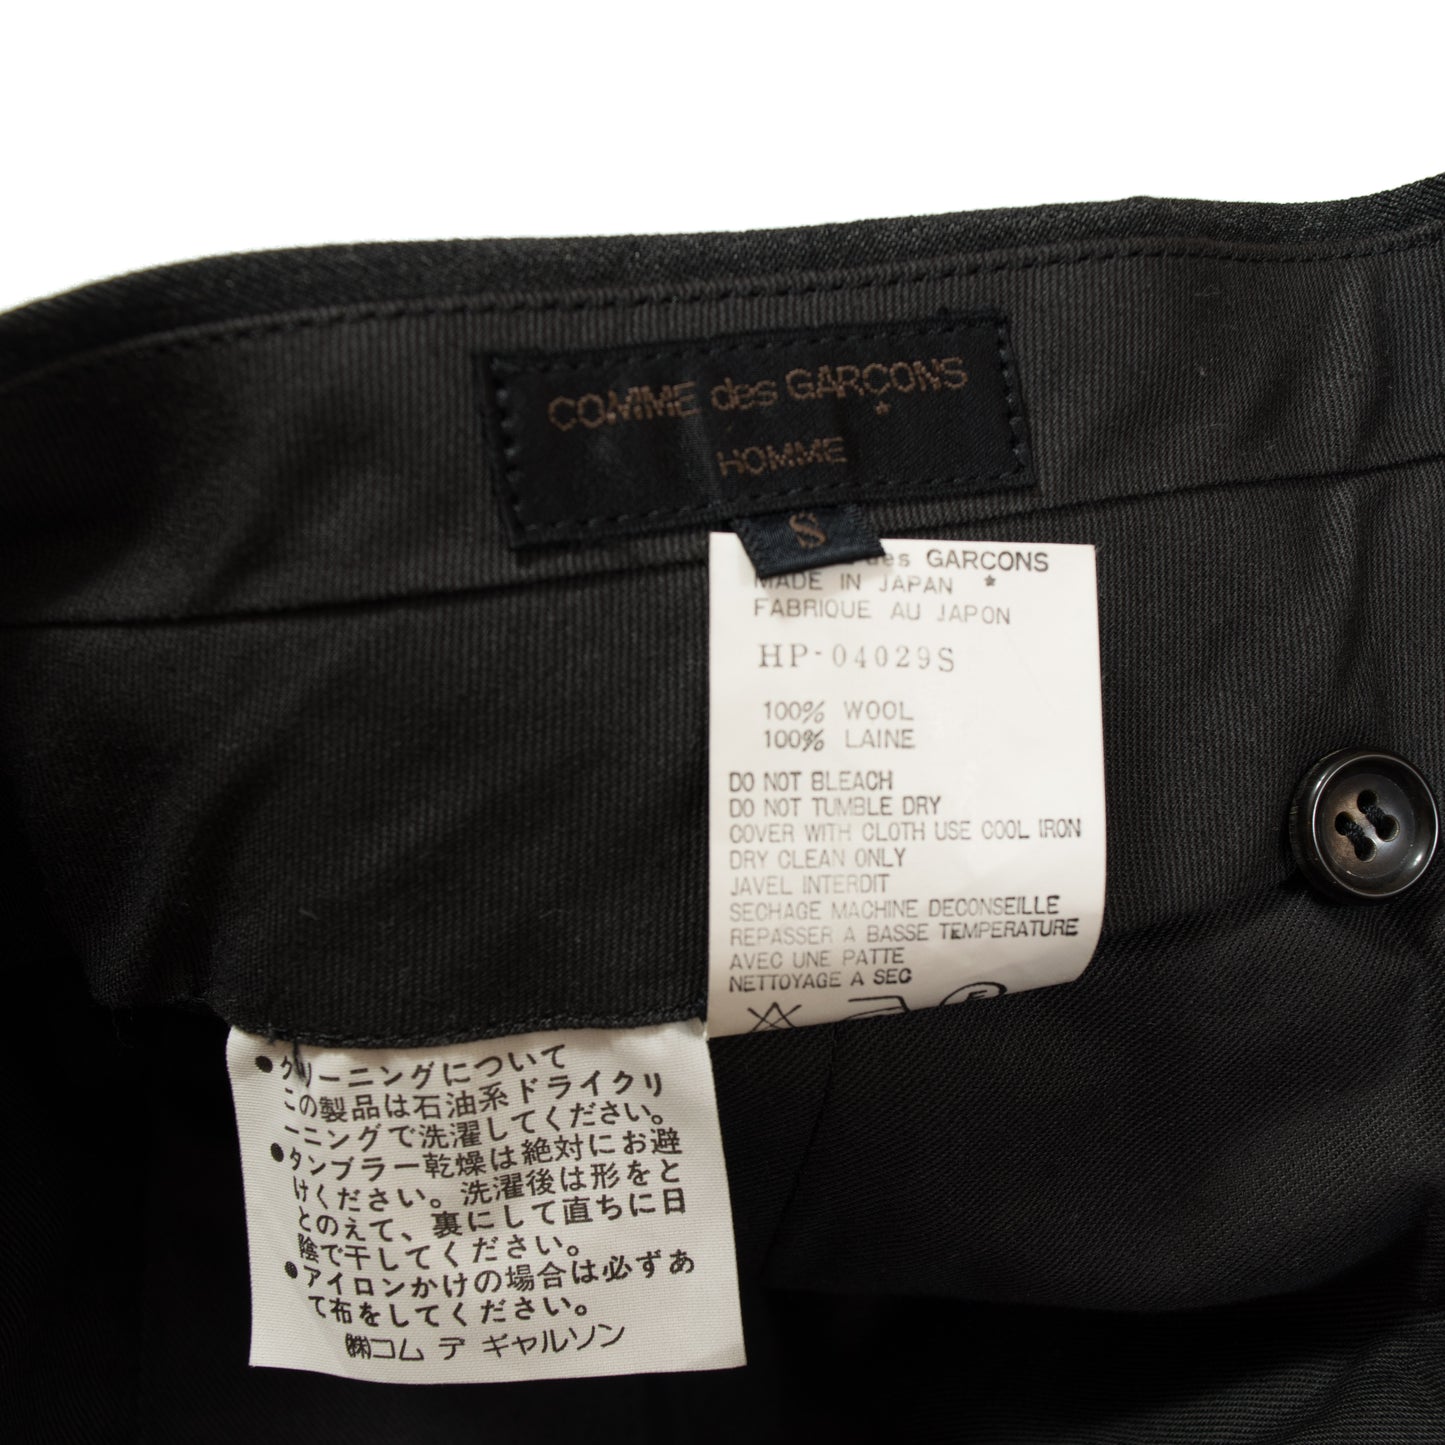 COMME des GARÇONS
*
HOMME
S
des GARCONS
MADE IN JAPAN *
FABRIQUE AU JAPON
HP-04029S
100% WOOL
100% LAINE
DO NOT BLEACH
DO NOT TUMBLE DRY
COVER WITH CLOTH USE COOL IRON
DRY CLEAN ONLY
JAVEL INTERDIT
SECHAGE MACHINE DECONSEILLE
REPASSER A BASSE TEMPERATURE
AVEC UNE PATTE
NETTOYAGE A SEC
●クリーニングについて
この製品は石油系ドライクリ
ーニングで洗濯してください。
●タンブラー乾燥は絶対にお避
けください。洗濯後は形をと
とのえて、裏にして直ちに日
陰で干してください。
●アイロンかけの場合は必ずあ
て布をしてください。
㈱コム デ ギャルソン